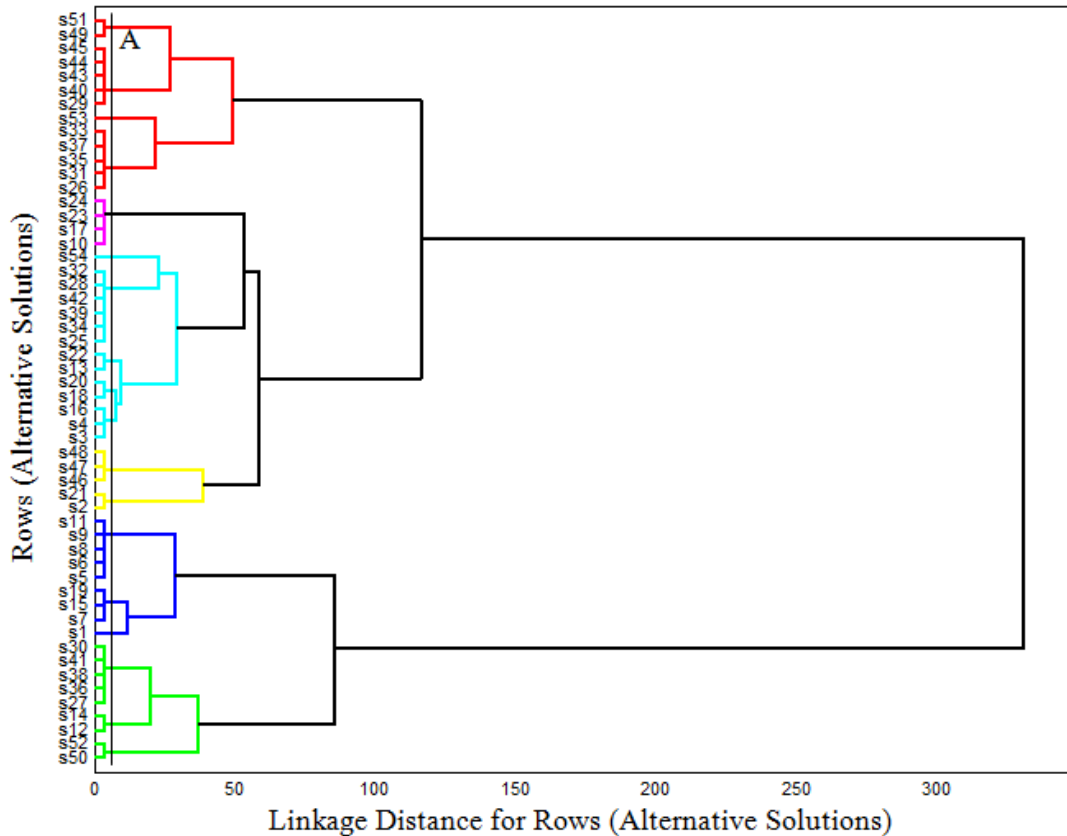 s51
s49
A
s45
s44
s43
s40
s29
s53
s33
s37
s35
s31
s26
s24
s23
s17
s10
s54
s32
s28
s42
s39
s34
s25
s22
s13
s20
s18
s16
s4
s3
s48
s47
s46
s21
s2
s11
s9
s8
s6
s5
s19
s15
s7
s1
s30
s41
s38
s36
s27
s14
s12
s52
s50
Rows (Alternative Solutions)
0 50 100 150 200 250 300
Linkage Distance for Rows (Alternative Solutions)